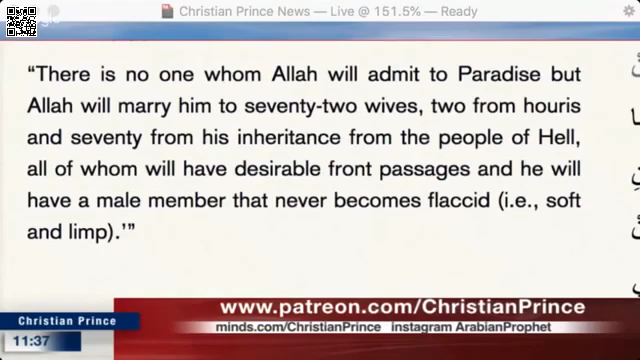 Christian Prince News — Live @ 151.5% — Ready
“There is no one whom Allah will admit to Paradise but
Allah will marry him to seventy-two wives, two from houris
and seventy from his inheritance from the people of Hell,
all of whom will have desirable front passages and he will
have a male member that never becomes flaccid (i.e., soft
and limp).’”
www.patreon.com/ChristianPrince
Christian Prince
minds.com/ChristianPrince instagram ArabianProphet
11:37